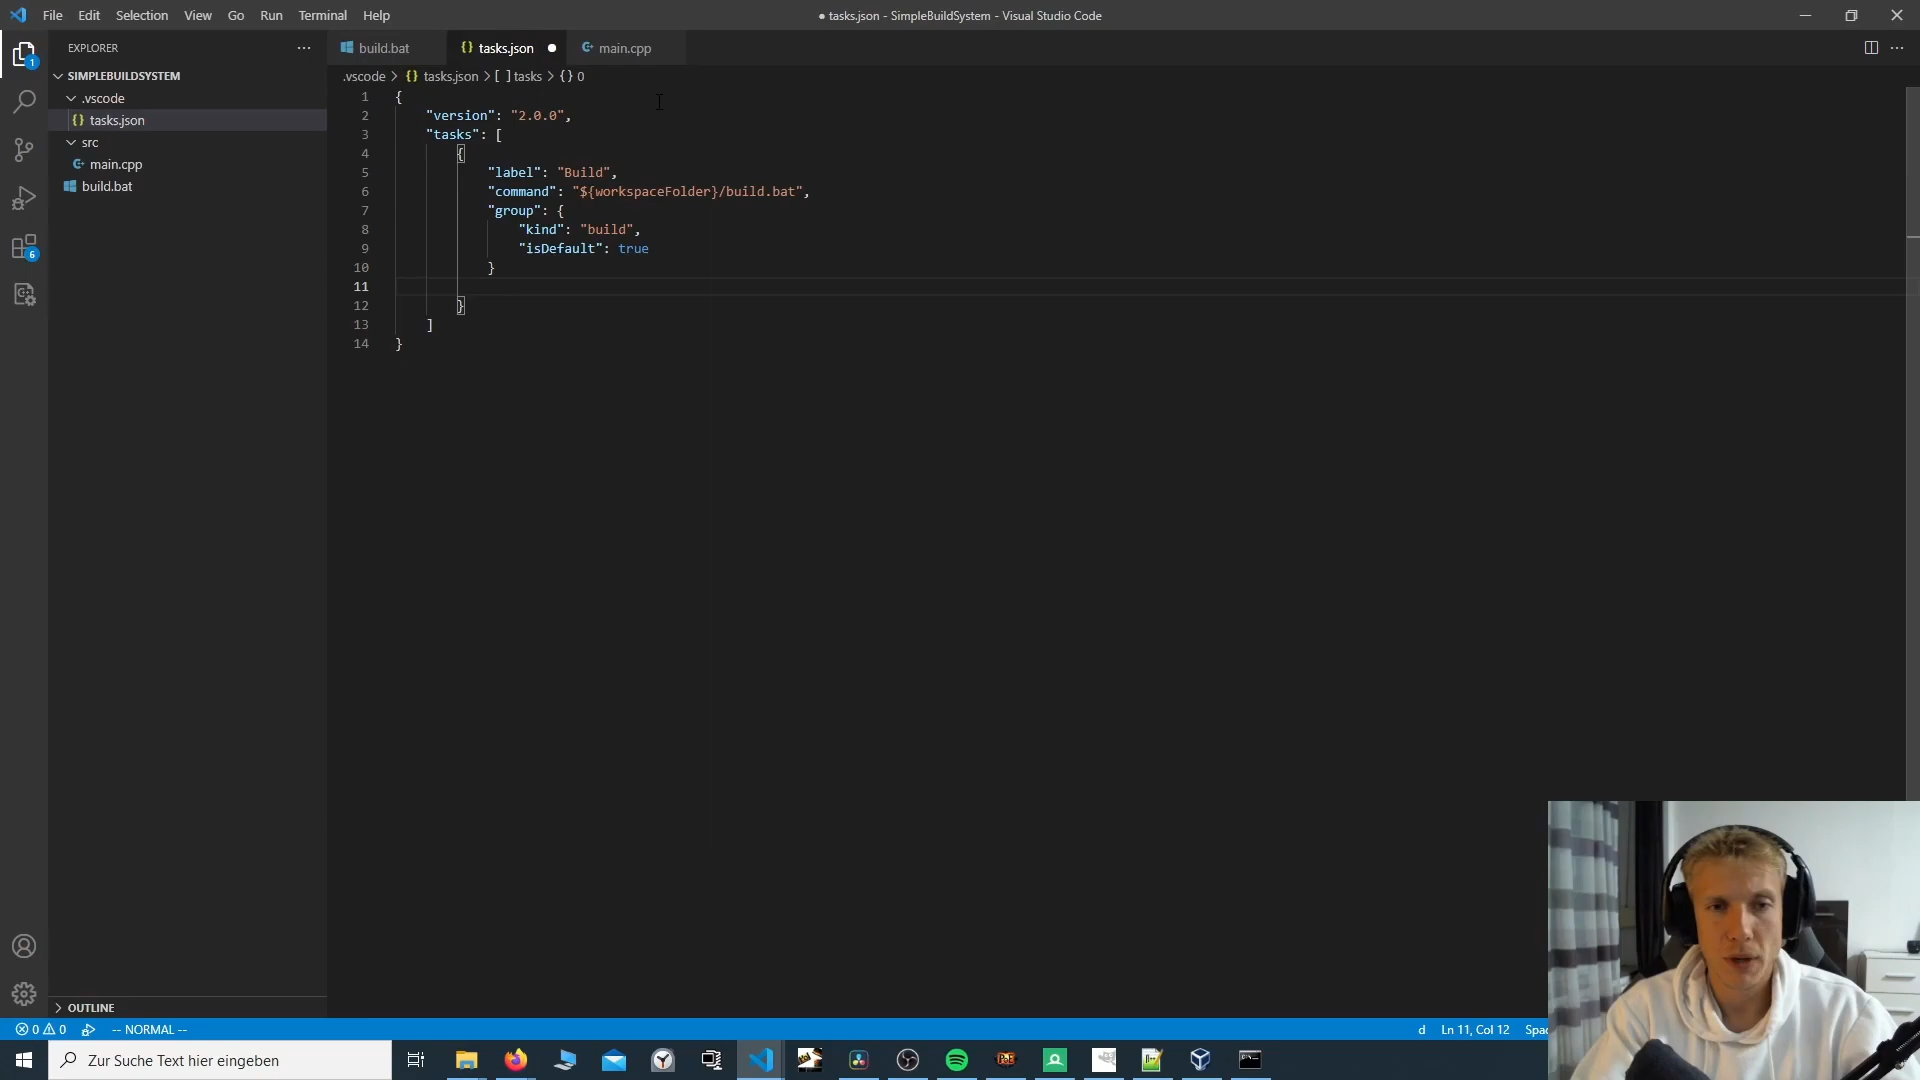 File Edit Selection View Go Run Terminal Help
● tasks.json - SimpleBuildSystem - Visual Studio Code
EXPLORER
build.bat
tasks.json
main.cpp
.vscode > {} tasks.json > [ ] tasks > {} 0
SIMPLEBUILDSYSTEM
.vscode
tasks.json
src
main.cpp
build.bat
1
6
1 {
2 "version": "2.0.0",
3 "tasks": [
4 {
5 "label": "Build",
6 "command": "${workspaceFolder}/build.bat",
7 "group": {
8 "kind": "build",
9 "isDefault": true
10 }
11
12 }
13 ]
14 }
OUTLINE
0 0 -- NORMAL --
d Ln 11, Col 12
Zur Suche Text hier eingeben